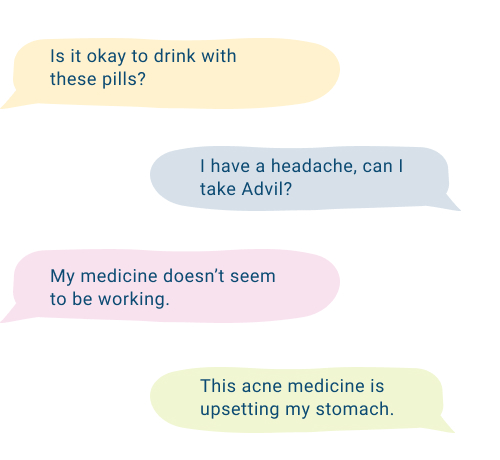 Is it okay to drink with
these pills?
I have a headache, can I
take Advil?
My medicine doesn’t seem
to be working.
This acne medicine is
upsetting my stomach.